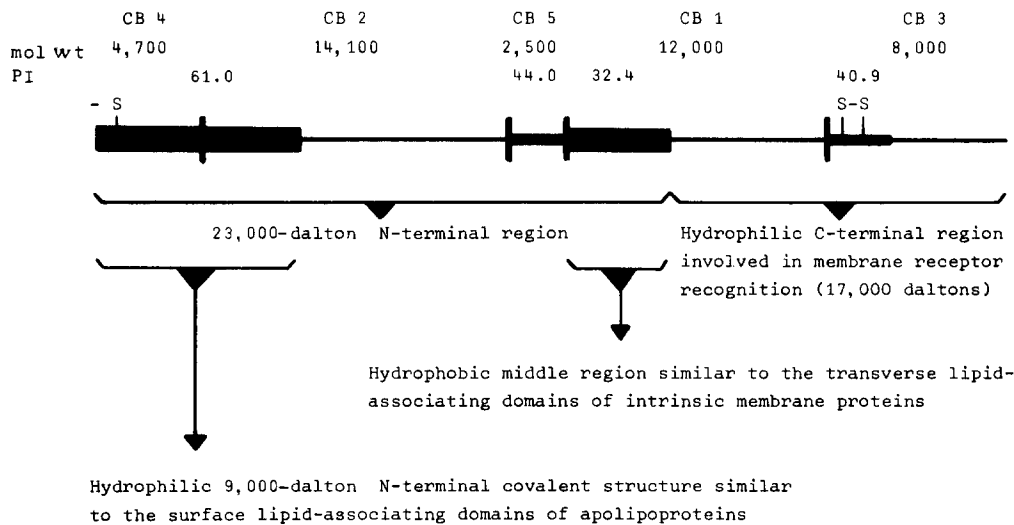 CB 4 CB 2 CB 5 CB 1 CB 3
mol wt 4,700 14,100 2,500 12,000 8,000
PI 61.0 44.0 32.4 40.9
- S S-S
23,000-dalton N-terminal region
Hydrophilic C-terminal region
involved in membrane receptor
recognition (17,000 daltons)
Hydrophobic middle region similar to the transverse lipid-
associating domains of intrinsic membrane proteins
Hydrophilic 9,000-dalton N-terminal covalent structure similar
to the surface lipid-associating domains of apolipoproteins